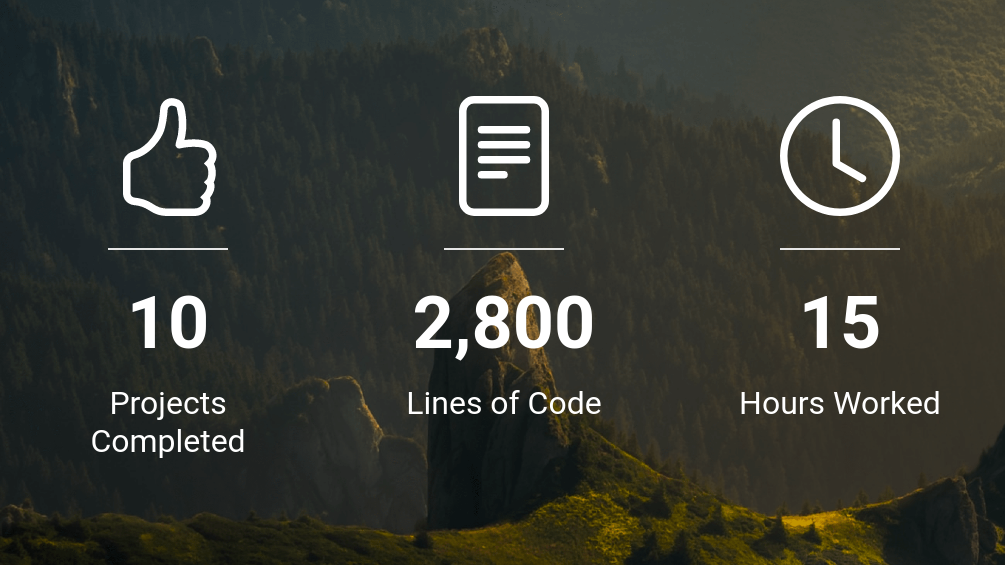 10
Projects
Completed
2,800
Lines of Code
15
Hours Worked